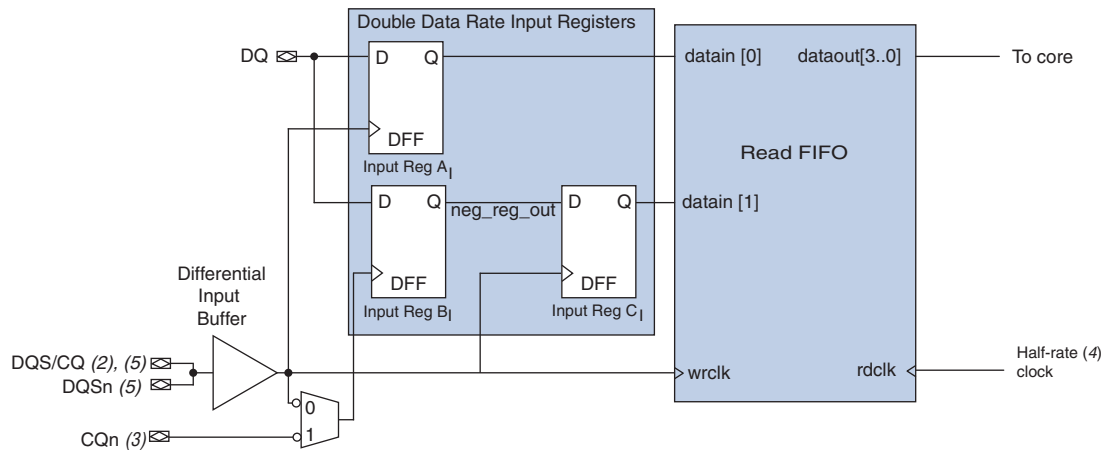 Double Data Rate Input Registers
DQ
D Q
DFF
Input Reg A I
datain [0]
dataout[3..0]
To core
Read FIFO
D Q
DFF
Input Reg B I
neg_reg_out
D Q
DFF
Input Reg C I
datain [1]
Differential
Input
Buffer
DQS/CQ (2), (5)
DQSn (5)
CQn (3)
0
1
wrclk
rdclk
Half-rate (4)
clock